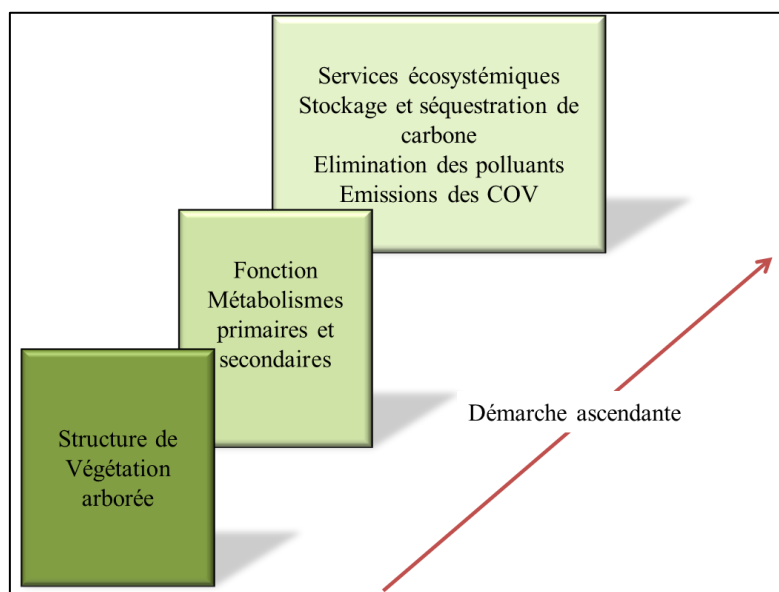 Services écosystémiques
Stockage et séquestration de
carbone
Elimination des polluants
Emissions des COV
Fonction
Métabolismes
primaires et
secondaires
Démarche ascendante
Structure de
Végétation
arborée